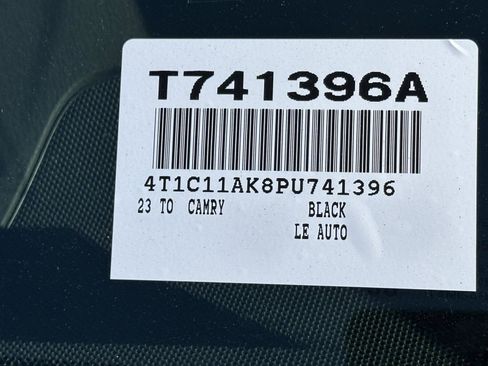 T741396A
4T1C11AK8PU741396
23 TO CAMRY BLACK
LE AUTO